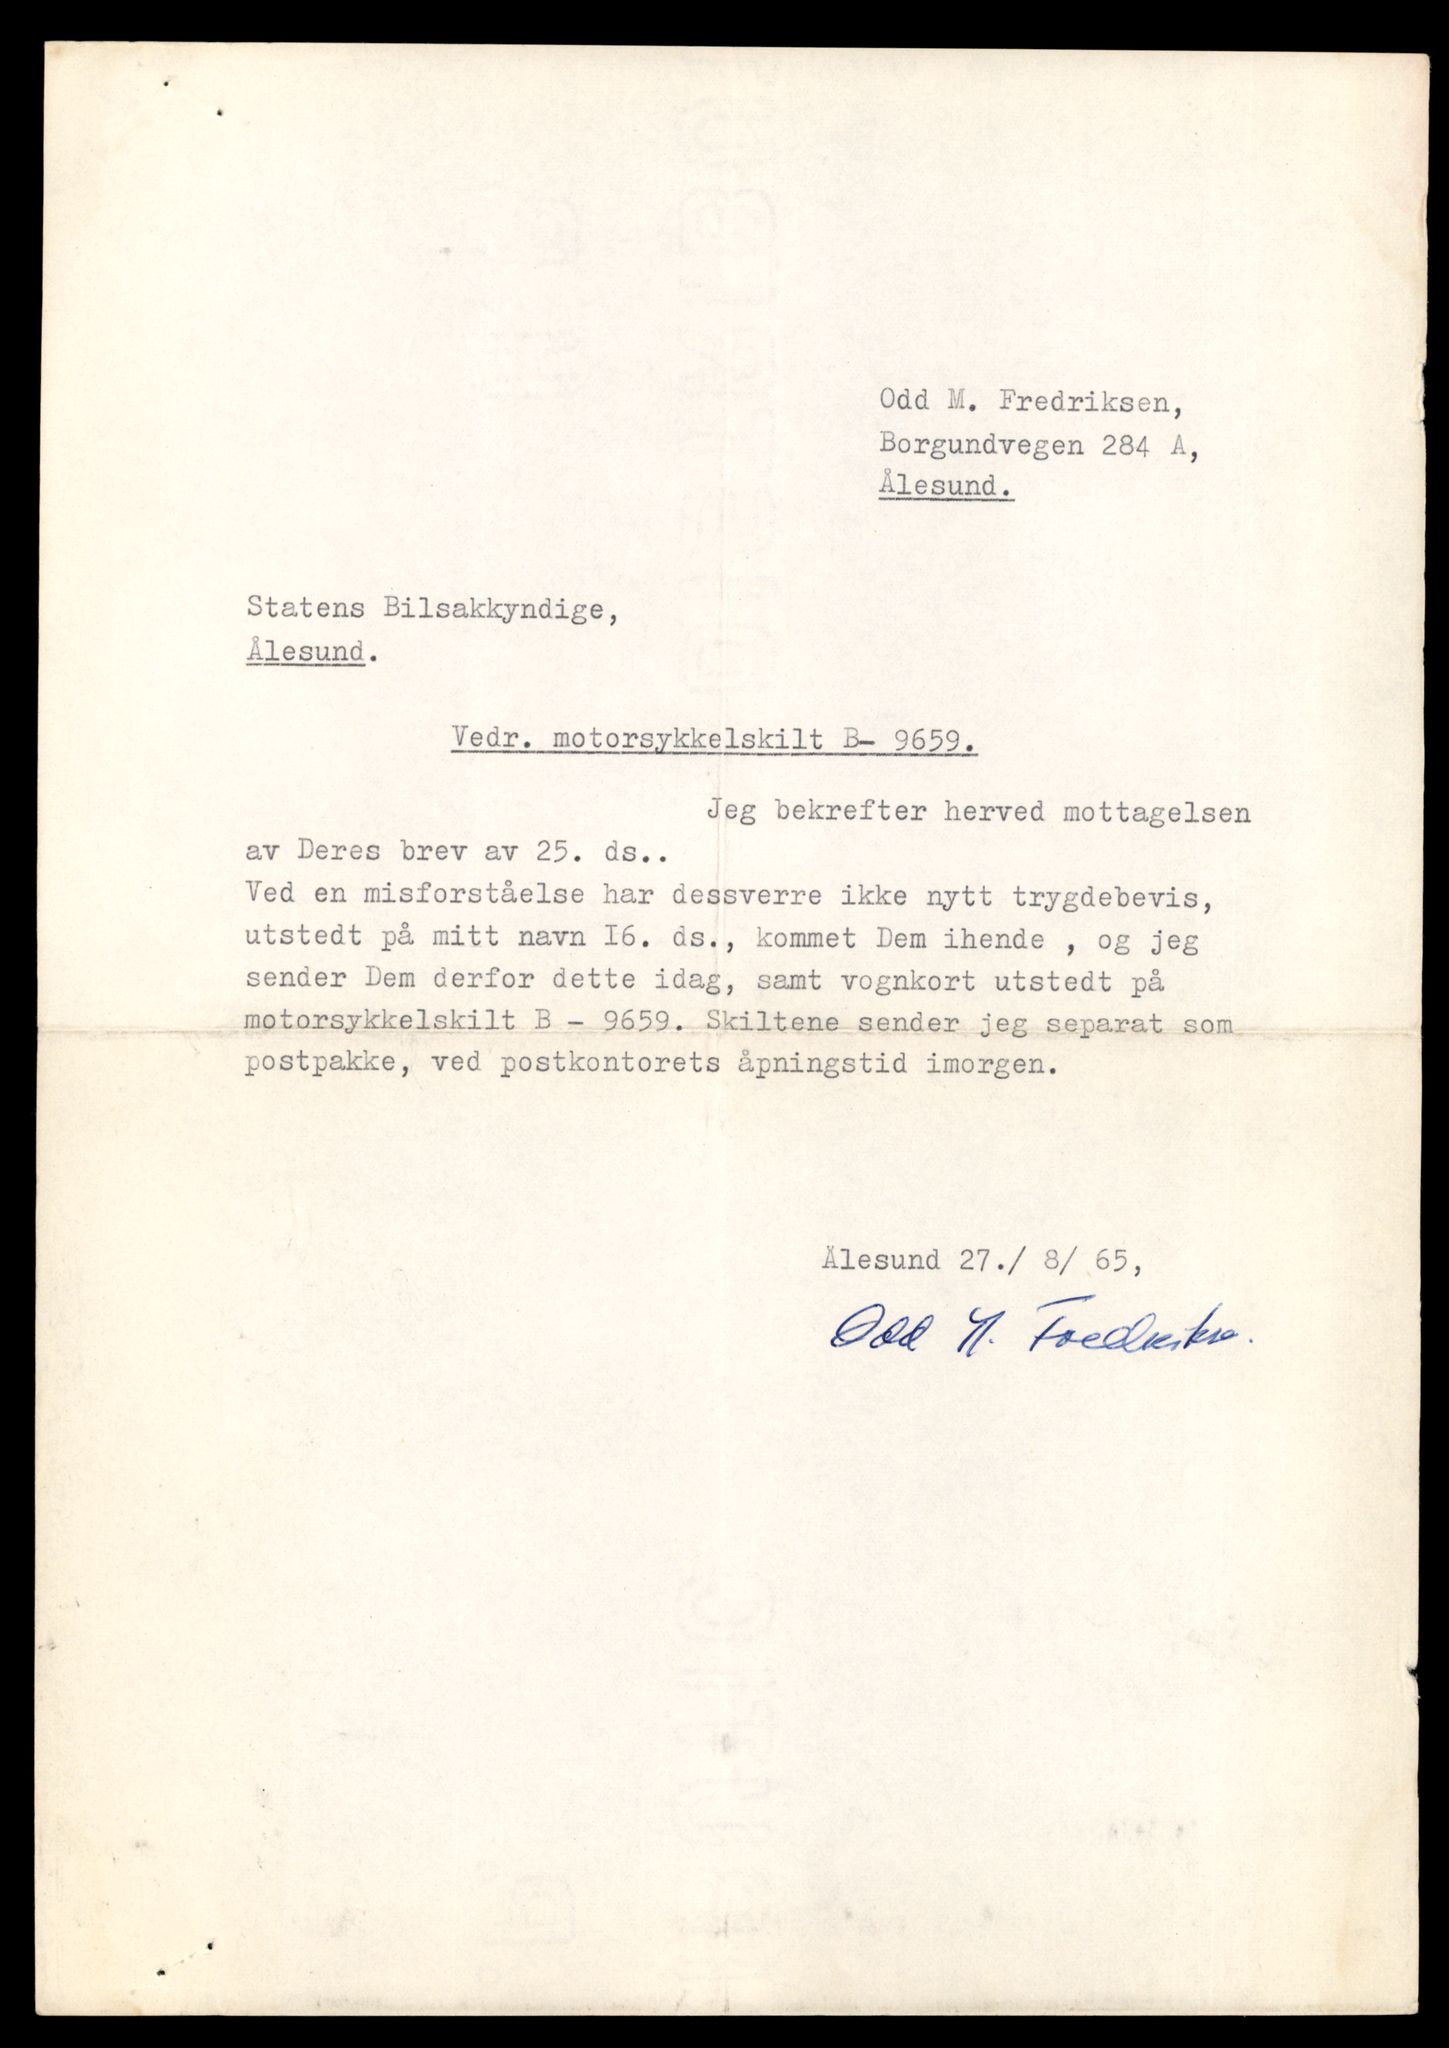 Odd M. Fredriksen,
Borgundvegen 284 A,
Ålesund.
Statens Bilsakkyndige,
Ålesund.
Vedr. motorsykkelskilt B- 9659.
Jeg bekrefter herved mottagelsen
av Deres brev av 25. ds..
Ved en misforståelse har dessverre ikke nytt trygdebevis,
utstedt på mitt navn I6. ds., kommet Dem ihende , og jeg
sender Dem derfor dette idag, samt vognkort utstedt på
motorsykkelskilt B - 9659. Skiltene sender jeg separat som
postpakke, ved postkontorets åpningstid imorgen.
Ålesund 27./ 8/ 65,
Odd M. Fredriksen.